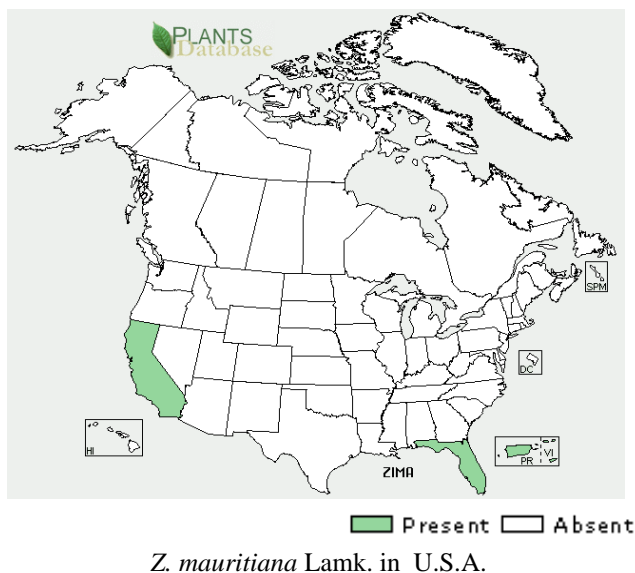 PLANTS
Database
SPM
DC
HI
PR VI
ZIMA
Present Absent
Z. mauritiana Lamk. in U.S.A.